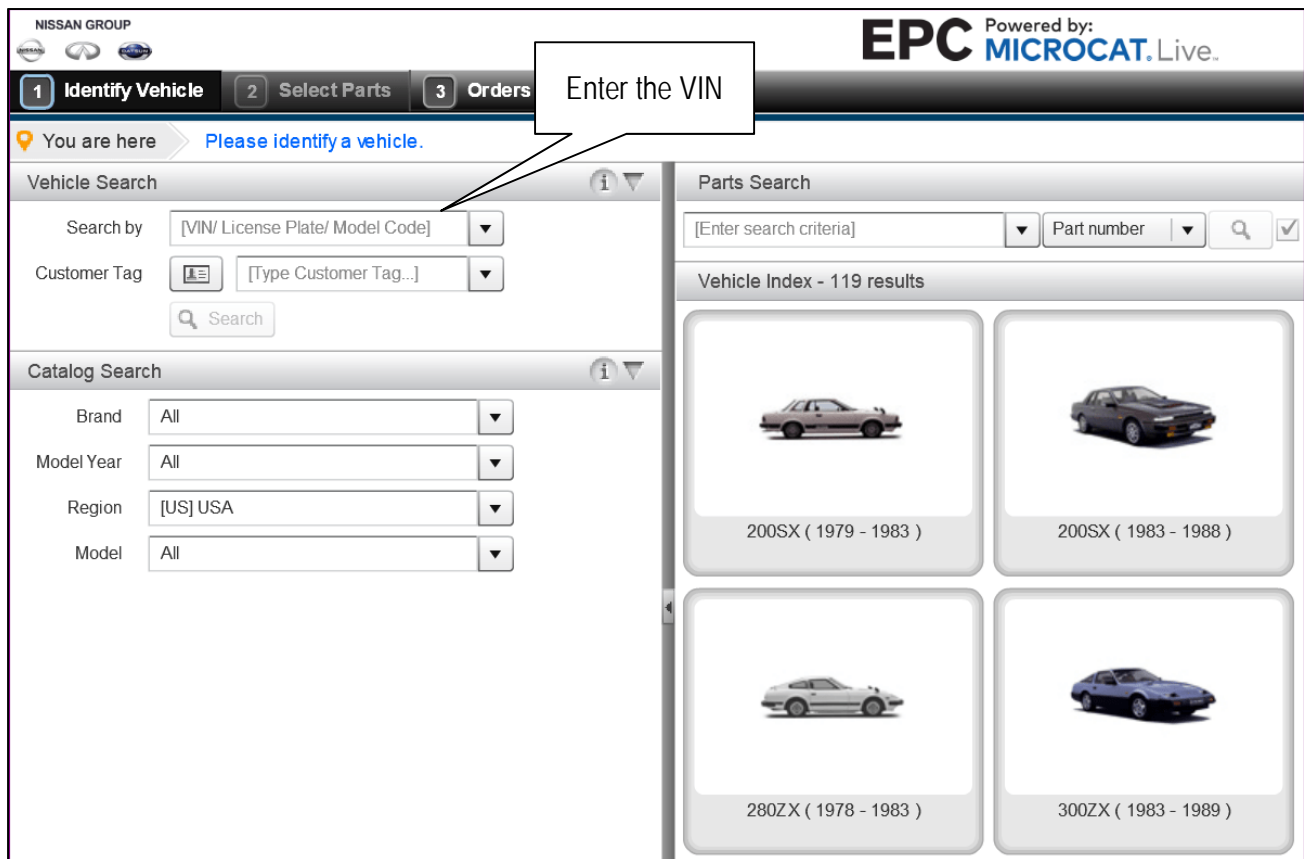 NISSAN GROUP
NISSAN
DATSUN
EPC Powered by:
MICROCAT. Live™
1 Identify Vehicle 2 Select Parts 3 Orders
Enter the VIN
You are here Please identify a vehicle.
Vehicle Search i
Search by [VIN/ License Plate/ Model Code]
Customer Tag [Type Customer Tag...]
Search
Catalog Search i
Brand All
Model Year All
Region [US] USA
Model All
Parts Search
[Enter search criteria] Part number
Vehicle Index - 119 results
200SX ( 1979 - 1983 ) 200SX ( 1983 - 1988 )
280ZX ( 1978 - 1983 ) 300ZX ( 1983 - 1989 )